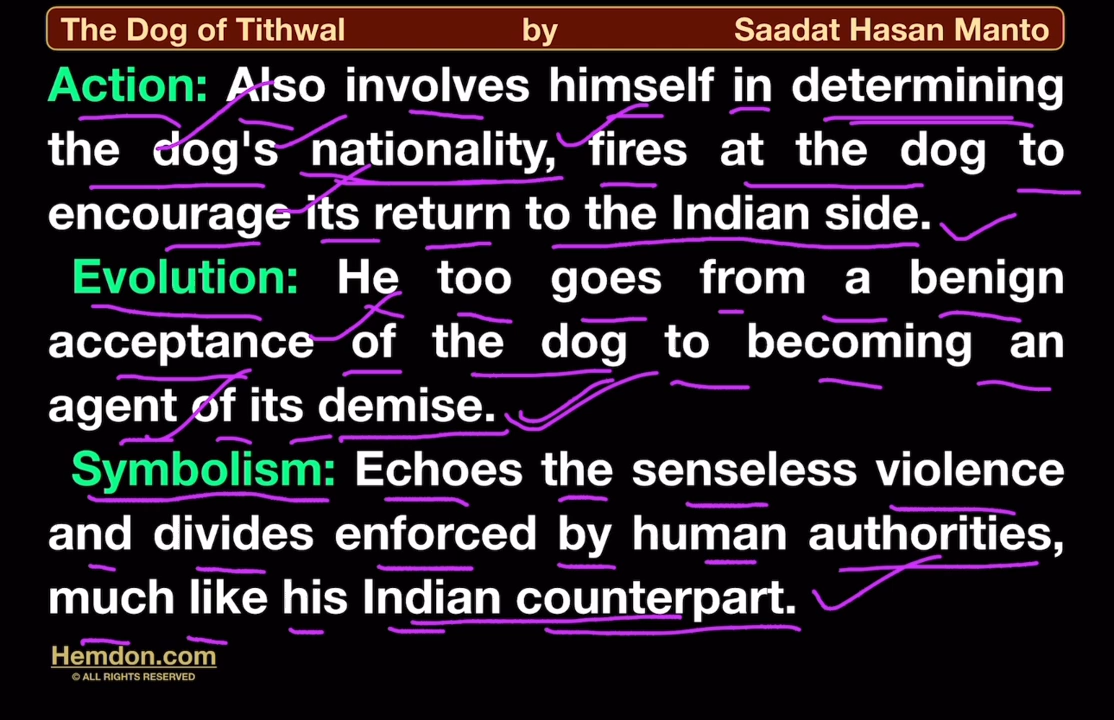 The Dog of Tithwal by Saadat Hasan Manto
Action: Also involves himself in determining
the dog's nationality, fires at the dog to
encourage its return to the Indian side.
Evolution: He too goes from a benign
acceptance of the dog to becoming an
agent of its demise.
Symbolism: Echoes the senseless violence
and divides enforced by human authorities,
much like his Indian counterpart.
Hemdon.com
© ALL RIGHTS RESERVED